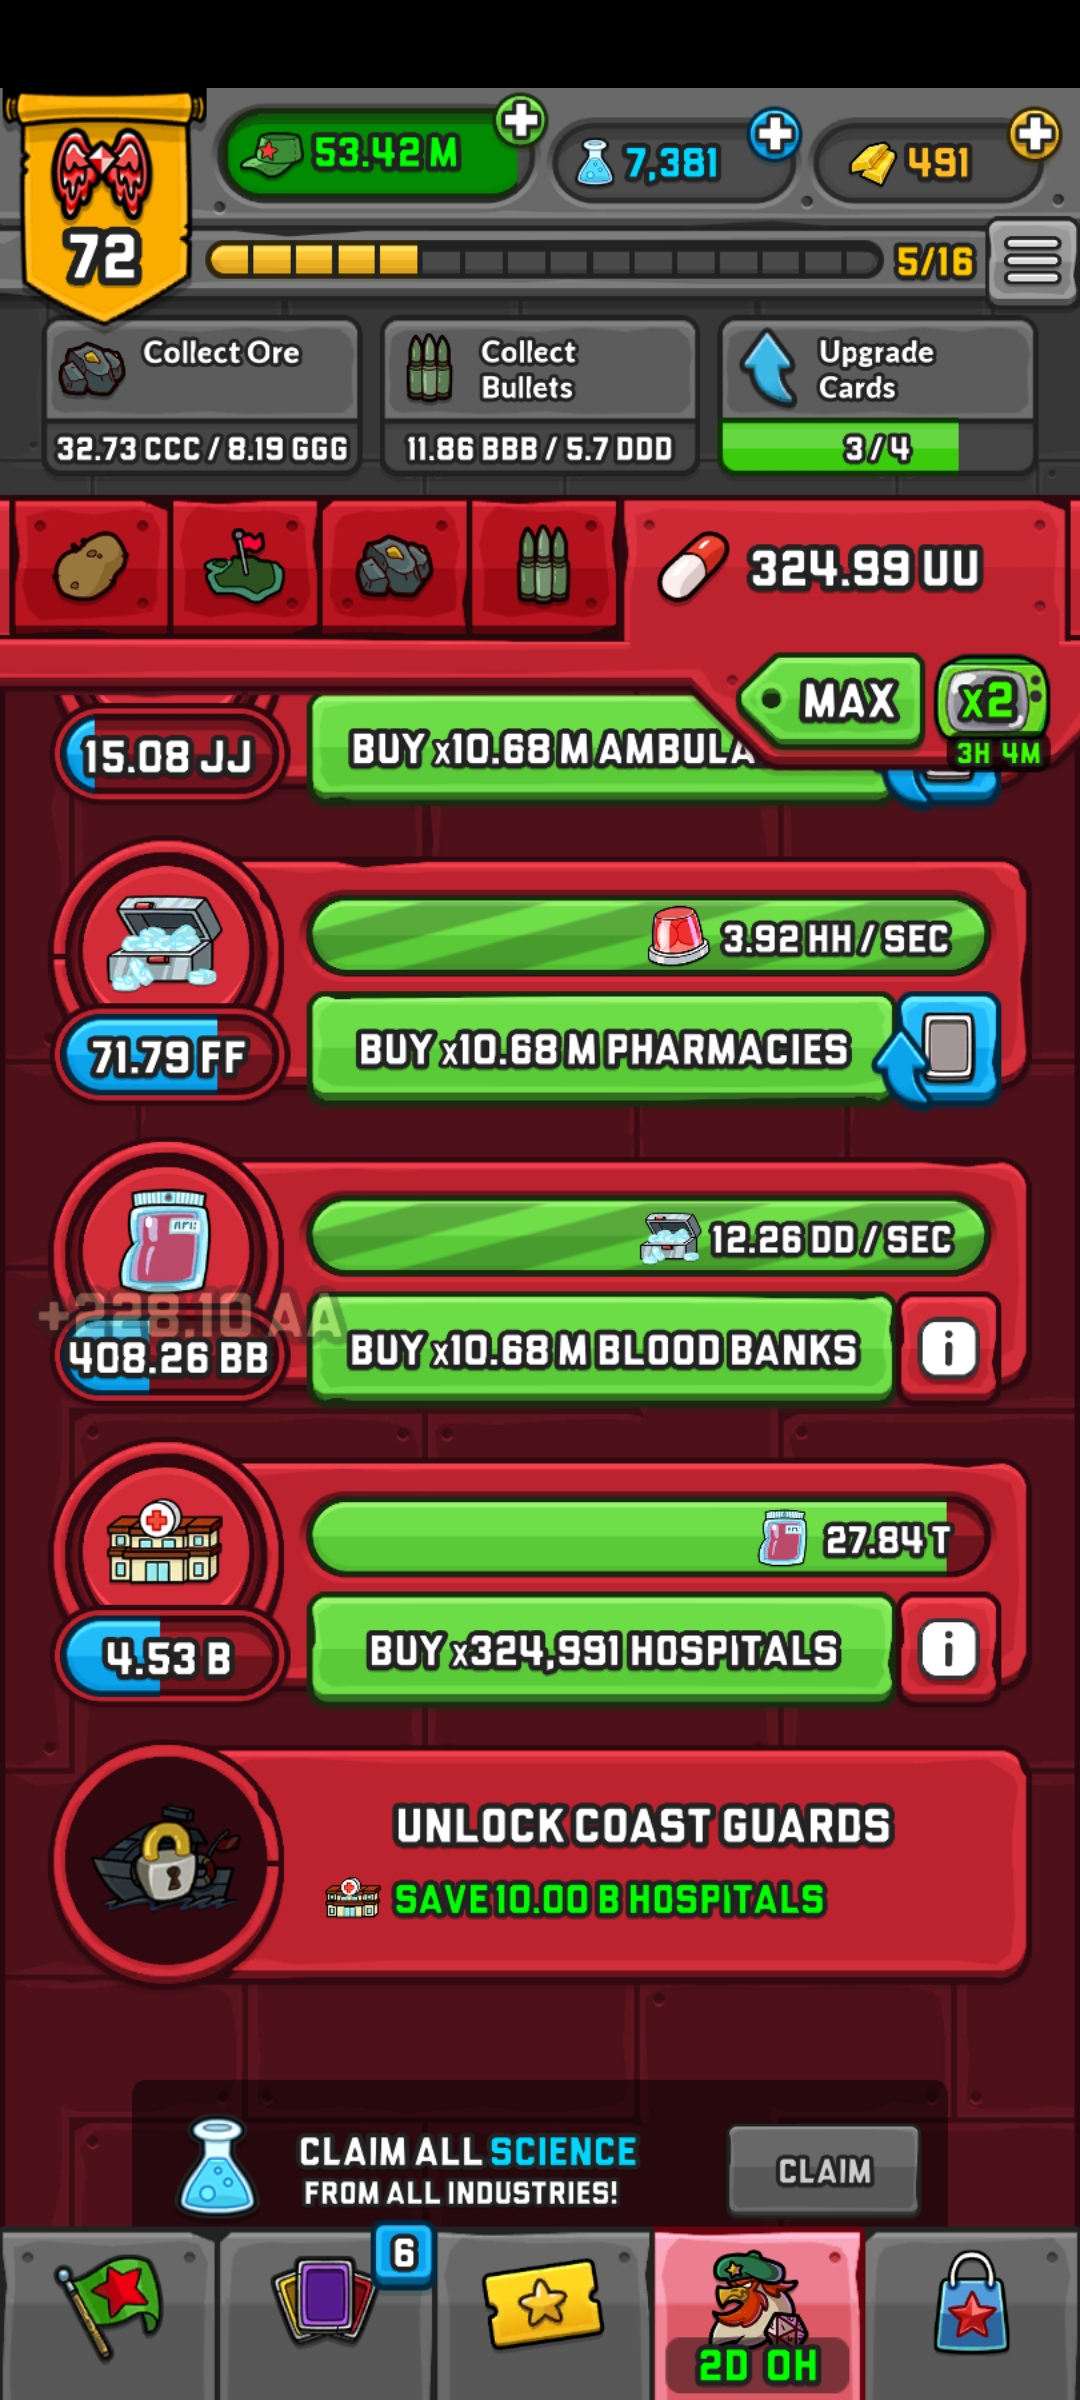 53.42 M
7,381
491
72
5/16
Collect Ore
32.73 CCC / 8.19 GGG
Collect
Bullets
11.86 BBB / 5.7 DDD
Upgrade
Cards
3 / 4
324.99 UU
MAX
x2
3H 4M
15.08 JJ
BUY x10.68 M AMBULA
3.92 HH / SEC
71.79 FF
BUY x10.68 M PHARMACIES
12.26 DD / SEC
+228.10 AA
408.26 BB
BUY x10.68 M BLOOD BANKS
i
27.84 T
4.53 B
BUY x324,991 HOSPITALS
i
UNLOCK COAST GUARDS
SAVE 10.00 B HOSPITALS
CLAIM ALL SCIENCE
FROM ALL INDUSTRIES!
CLAIM
6
2D 0H